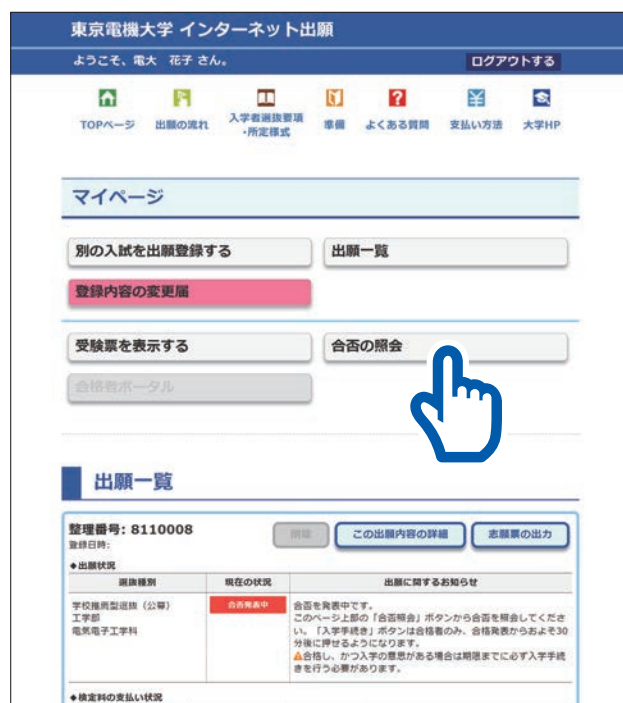 東京電機大学 インターネット出願
ようこそ、電大 花子 さん。
ログアウトする
TOPページ
出願の流れ
入学者選抜要項
・所定様式
準備
よくある質問
支払い方法
大学HP
マイページ
別の入試を出願登録する
出願一覧
登録内容の変更届
受験票を表示する
合否の照会
合格者ポータル
出願一覧
整理番号: 8110008
登録日時:
削除
この出願内容の詳細
志願票の出力
◆出願状況
選抜種別
現在の状況
出願に関するお知らせ
学校推薦型選抜（公募）
工学部
電気電子工学科
合否発表中
合否を発表中です。
このページ上部の「合否照会」ボタンから合否を照会してくださ
い。「入学手続き」ボタンは合格者のみ、合格発表からおよそ30
分後に押せるようになります。
⚠合格し、かつ入学の意思がある場合は期限までに必ず入学手続
きを行う必要があります。
◆検定料の支払い状況